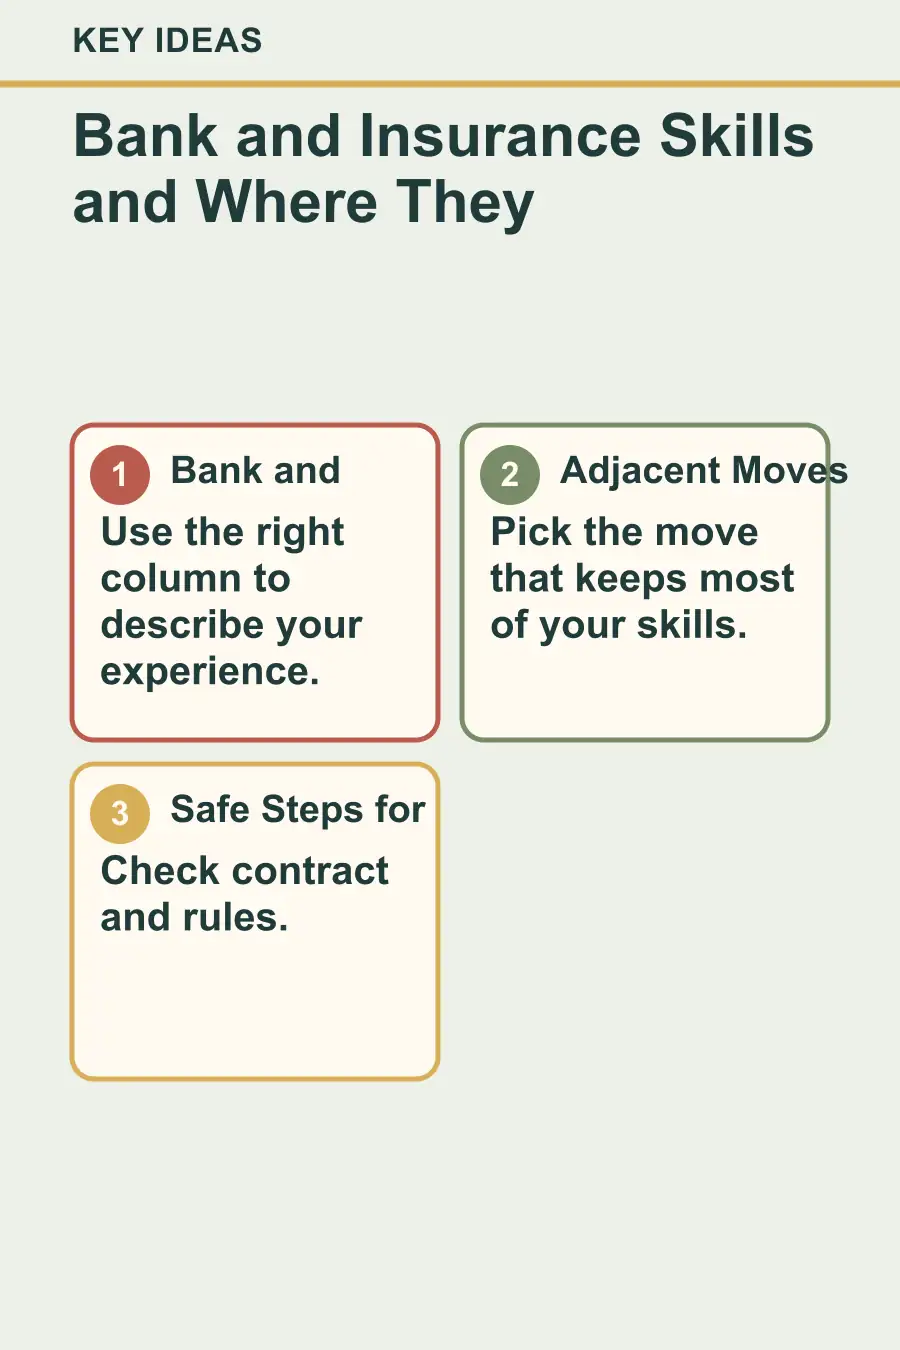 KEY IDEAS
Bank and Insurance Skills
and Where They
1
Bank and
Use the right
column to
describe your
experience.
2
Adjacent Moves
Pick the move
that keeps most
of your skills.
3
Safe Steps for
Check contract
and rules.